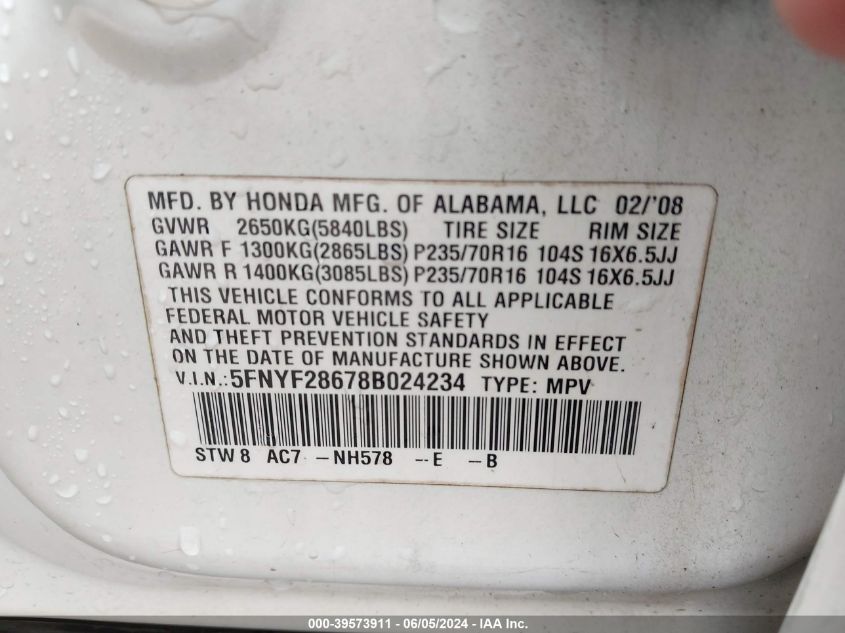 MFD. BY HONDA MFG. OF ALABAMA, LLC 02/'08
GVWR 2650KG(5840LBS) TIRE SIZE RIM SIZE
GAWR F 1300KG(2865LBS) P235/70R16 104S 16X6.5JJ
GAWR R 1400KG(3085LBS) P235/70R16 104S 16X6.5JJ
THIS VEHICLE CONFORMS TO ALL APPLICABLE
FEDERAL MOTOR VEHICLE SAFETY
AND THEFT PREVENTION STANDARDS IN EFFECT
ON THE DATE OF MANUFACTURE SHOWN ABOVE.
V.I.N.: 5FNYF28678B024234 TYPE: MPV
STW 8 AC7 -NH578 --E -B
000-39573911 - 06/05/2024 - IAA Inc.